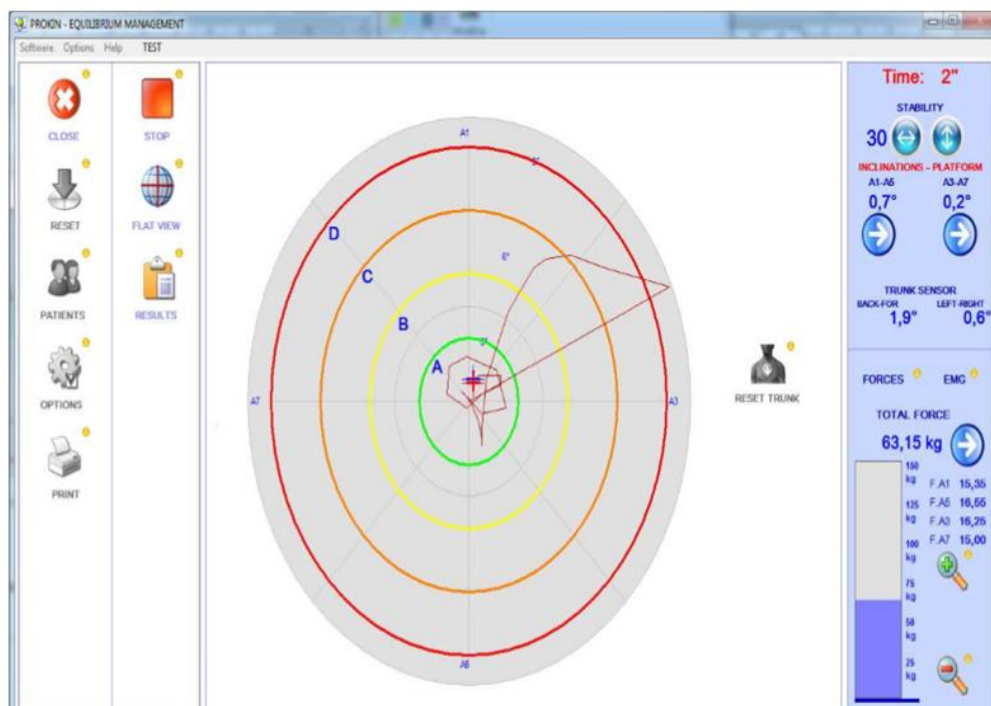 PROKIN - EQUILIBRIUM MANAGEMENT
Software Options Help TEST
CLOSE STOP
RESET FLAT VIEW
PATIENTS RESULTS
OPTIONS
PRINT
A1
9°
D
C
6°
B
3°
A
A7 A3
A5
RESET TRUNK
Time: 2"
STABILITY
30
INCLINATIONS - PLATFORM
A1-A5 A3-A7
0,7° 0,2°
TRUNK SENSOR
BACK-FOR LEFT-RIGHT
1,9° 0,6°
FORCES EMG
TOTAL FORCE
63,15 kg
150 kg
125 kg
100 kg
75 kg
50 kg
25 kg
F.A1 15,35
F.A5 16,55
F.A3 16,25
F.A7 15,00